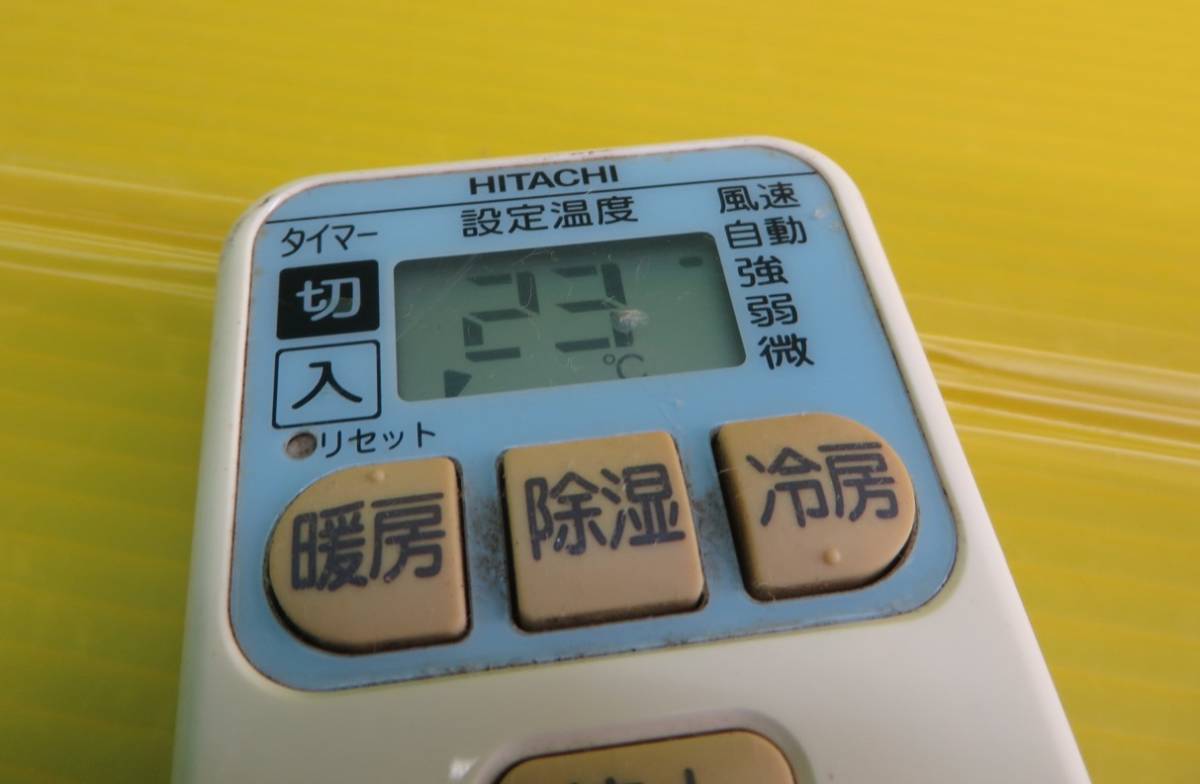 HITACHI
設定温度
タイマー
切
入
リセット
23
℃
風速
自動
強
弱
微
暖房
除湿
冷房